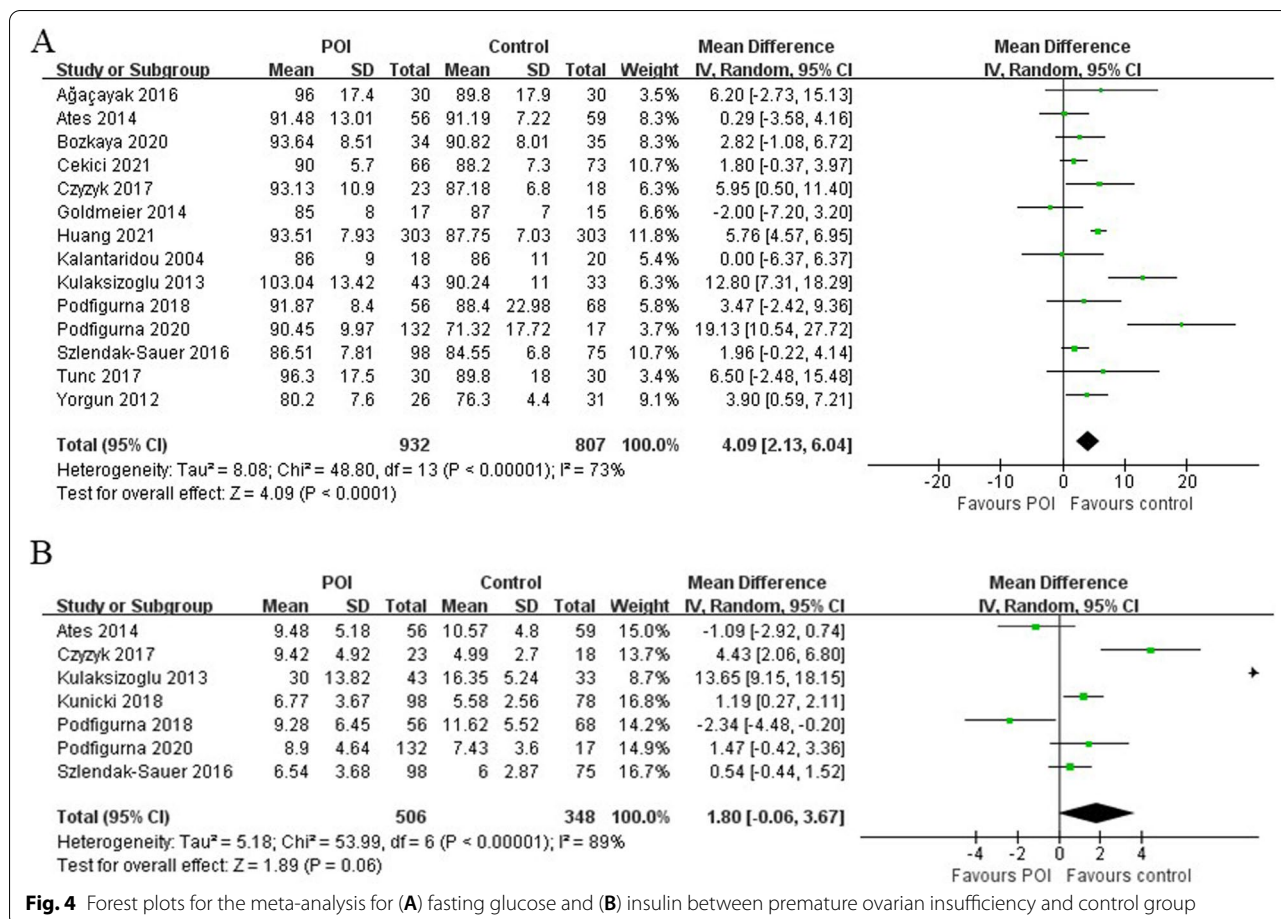 A
POI Control Mean Difference Mean Difference
Study or Subgroup Mean SD Total Mean SD Total Weight IV, Random, 95% CI IV, Random, 95% CI
Ağaçayak 2016 96 17.4 30 89.8 17.9 30 3.5% 6.20 [-2.73, 15.13]
Ates 2014 91.48 13.01 56 91.19 7.22 59 8.3% 0.29 [-3.58, 4.16]
Bozkaya 2020 93.64 8.51 34 90.82 8.01 35 8.3% 2.82 [-1.08, 6.72]
Cekici 2021 90 5.7 66 88.2 7.3 73 10.7% 1.80 [-0.37, 3.97]
Czyzyk 2017 93.13 10.9 23 87.18 6.8 18 6.3% 5.95 [0.50, 11.40]
Goldmeier 2014 85 8 17 87 7 15 6.6% -2.00 [-7.20, 3.20]
Huang 2021 93.51 7.93 303 87.75 7.03 303 11.8% 5.76 [4.57, 6.95]
Kalantaridou 2004 86 9 18 86 11 20 5.4% 0.00 [-6.37, 6.37]
Kulaksizoglu 2013 103.04 13.42 43 90.24 11 33 6.3% 12.80 [7.31, 18.29]
Podfigurna 2018 91.87 8.4 56 88.4 22.98 68 5.8% 3.47 [-2.42, 9.36]
Podfigurna 2020 90.45 9.97 132 71.32 17.72 17 3.7% 19.13 [10.54, 27.72]
Szlendak-Sauer 2016 86.51 7.81 98 84.55 6.8 75 10.7% 1.96 [-0.22, 4.14]
Tunc 2017 96.3 17.5 30 89.8 18 30 3.4% 6.50 [-2.48, 15.48]
Yorgun 2012 80.2 7.6 26 76.3 4.4 31 9.1% 3.90 [0.59, 7.21]
Total (95% CI) 932 807 100.0% 4.09 [2.13, 6.04]
Heterogeneity: Tau² = 8.08; Chi² = 48.80, df = 13 (P < 0.00001); I² = 73%
Test for overall effect: Z = 4.09 (P < 0.0001)
-20 -10 0 10 20
Favours POI Favours control
B
POI Control Mean Difference Mean Difference
Study or Subgroup Mean SD Total Mean SD Total Weight IV, Random, 95% CI IV, Random, 95% CI
Ates 2014 9.48 5.18 56 10.57 4.8 59 15.0% -1.09 [-2.92, 0.74]
Czyzyk 2017 9.42 4.92 23 4.99 2.7 18 13.7% 4.43 [2.06, 6.80]
Kulaksizoglu 2013 30 13.82 43 16.35 5.24 33 8.7% 13.65 [9.15, 18.15]
Kunicki 2018 6.77 3.67 98 5.58 2.56 78 16.8% 1.19 [0.27, 2.11]
Podfigurna 2018 9.28 6.45 56 11.62 5.52 68 14.2% -2.34 [-4.48, -0.20]
Podfigurna 2020 8.9 4.64 132 7.43 3.6 17 14.9% 1.47 [-0.42, 3.36]
Szlendak-Sauer 2016 6.54 3.68 98 6 2.87 75 16.7% 0.54 [-0.44, 1.52]
Total (95% CI) 506 348 100.0% 1.80 [-0.06, 3.67]
Heterogeneity: Tau² = 5.18; Chi² = 53.99, df = 6 (P < 0.00001); I² = 89%
Test for overall effect: Z = 1.89 (P = 0.06)
-4 -2 0 2 4
Favours POI Favours control
Fig. 4 Forest plots for the meta-analysis for (A) fasting glucose and (B) insulin between premature ovarian insufficiency and control group